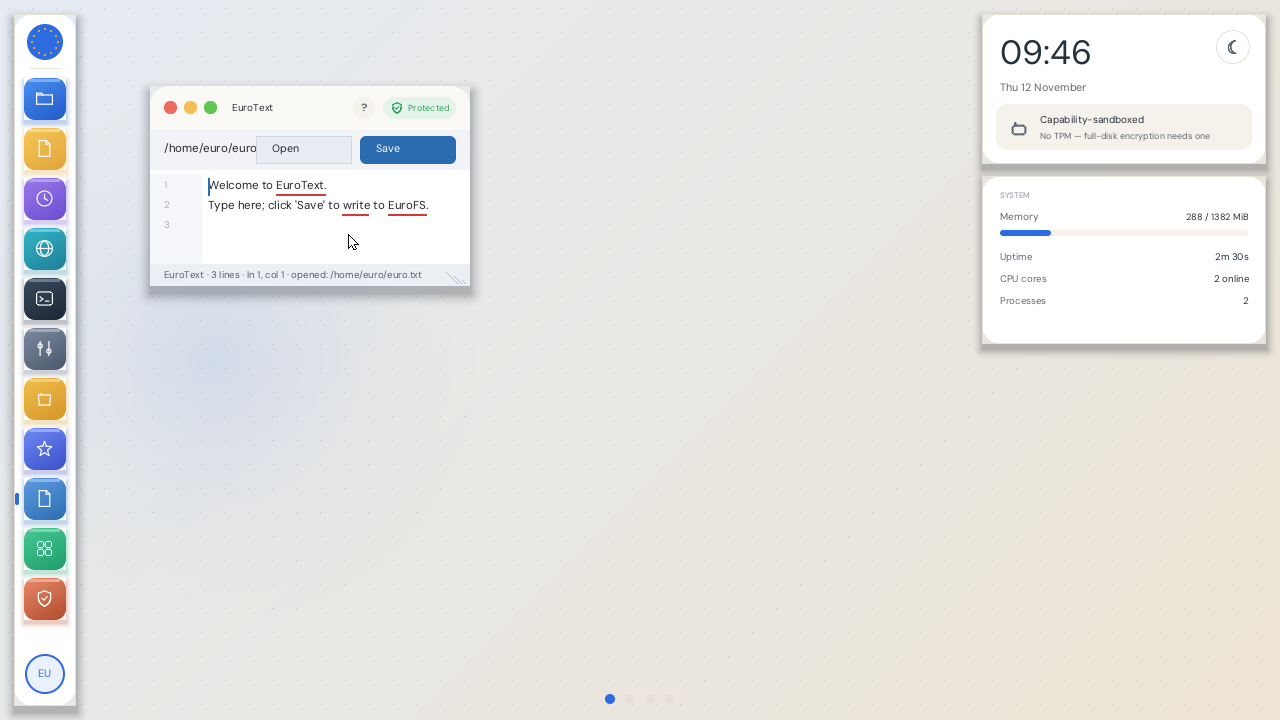 EuroText
?
Protected
/home/euro/euro
Open
Save
1 Welcome to EuroText.
2 Type here; click 'Save' to write to EuroFS.
3
EuroText · 3 lines · ln 1, col 1 · opened: /home/euro/euro.txt
09:46
Thu 12 November
Capability-sandboxed
No TPM — full-disk encryption needs one
SYSTEM
Memory 288 / 1382 MiB
Uptime 2m 30s
CPU cores 2 online
Processes 2
EU